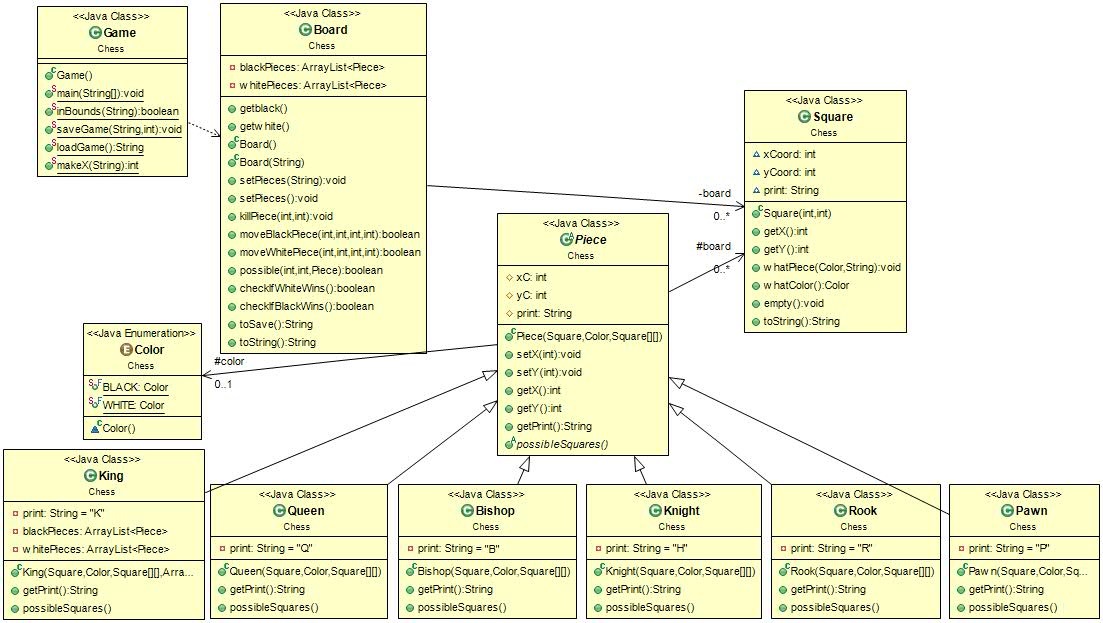 <<Java Class>>
Game
Chess
Game()
main(String[]):void
inBounds(String):boolean
saveGame(String,int):void
loadGame():String
makeX(String):int
<<Java Class>>
Board
Chess
blackPieces: ArrayList<Piece>
whitePieces: ArrayList<Piece>
getblack()
getwhite()
Board()
Board(String)
setPieces(String):void
setPieces():void
killPiece(int,int):void
moveBlackPiece(int,int,int,int):boolean
moveWhitePiece(int,int,int,int):boolean
possible(int,int,Piece):boolean
checkIfWhiteWins():boolean
checkIfBlackWins():boolean
toSave():String
toString():String
<<Java Class>>
Square
Chess
xCoord: int
yCoord: int
print: String
Square(int,int)
getX():int
getY():int
whatPiece(Color,String):void
whatColor():Color
empty():void
toString():String
-board
0..*
#board
0..*
<<Java Class>>
Piece
Chess
xC: int
yC: int
print: String
Piece(Square,Color,Square[][])
setX(int):void
setY(int):void
getX():int
getY():int
getPrint():String
possibleSquares()
#color
0..1
<<Java Enumeration>>
Color
Chess
BLACK: Color
WHITE: Color
Color()
<<Java Class>>
King
Chess
print: String = "K"
blackPieces: ArrayList<Piece>
whitePieces: ArrayList<Piece>
King(Square,Color,Square[][],Arra...
getPrint():String
possibleSquares()
<<Java Class>>
Queen
Chess
print: String = "Q"
Queen(Square,Color,Square[][])
getPrint():String
possibleSquares()
<<Java Class>>
Bishop
Chess
print: String = "B"
Bishop(Square,Color,Square[][])
getPrint():String
possibleSquares()
<<Java Class>>
Knight
Chess
print: String = "H"
Knight(Square,Color,Square[][])
getPrint():String
possibleSquares()
<<Java Class>>
Rook
Chess
print: String = "R"
Rook(Square,Color,Square[][])
getPrint():String
possibleSquares()
<<Java Class>>
Pawn
Chess
print: String = "P"
Pawn(Square,Color,Sq...
getPrint():String
possibleSquares()